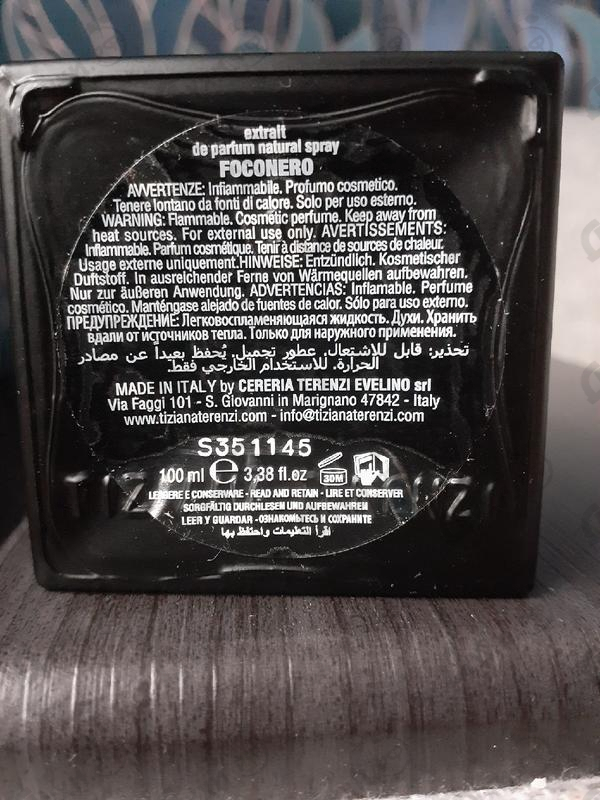 extrait
de parfum natural spray
FOCONERO
AVVERTENZE: Infiammabile. Profumo cosmetico.
Tenere lontano da fonti di calore. Solo per uso esterno.
WARNING: Flammable. Cosmetic perfume. Keep away from
heat sources. For external use only. AVERTISSEMENTS:
Inflammable. Parfum cosmétique. Tenir à distance de sources de chaleur.
Usage externe uniquement.HINWEISE: Entzündlich. Kosmetischer
Duftstoff. In ausreichender Ferne von Wärmequellen aufbewahren.
Nur zur äußeren Anwendung. ADVERTENCIAS: Inflamable. Perfume
cosmético. Manténgase alejado de fuentes de calor. Sólo para uso externo.
ПРЕДУПРЕЖДЕНИЕ: Легковоспламеняющаяся жидкость. Духи. Хранить
вдали от источников тепла. Только для наружного применения.
تحذير: قابل للاشتعال. عطور تجميل. يُحفظ بعيداً عن مصادر
الحرارة. للاستخدام الخارجي فقط.
MADE IN ITALY by CERERIA TERENZI EVELINO srl
Via Faggi 101 - S. Giovanni in Marignano 47842 - Italy
www.tizianaterenzi.com - info@tizianaterenzi.com
S351145
100 ml e 3,38 fl.oz 30M
LEGGERE E CONSERVARE - READ AND RETAIN - LIRE ET CONSERVER
SORGFÄLTIG DURCHLESEN UND AUFBEWAHREN
LEER Y GUARDAR - ОЗНАКОМЬТЕСЬ И СОХРАНИТЕ
اقرأ التعليمات واحتفظ بها